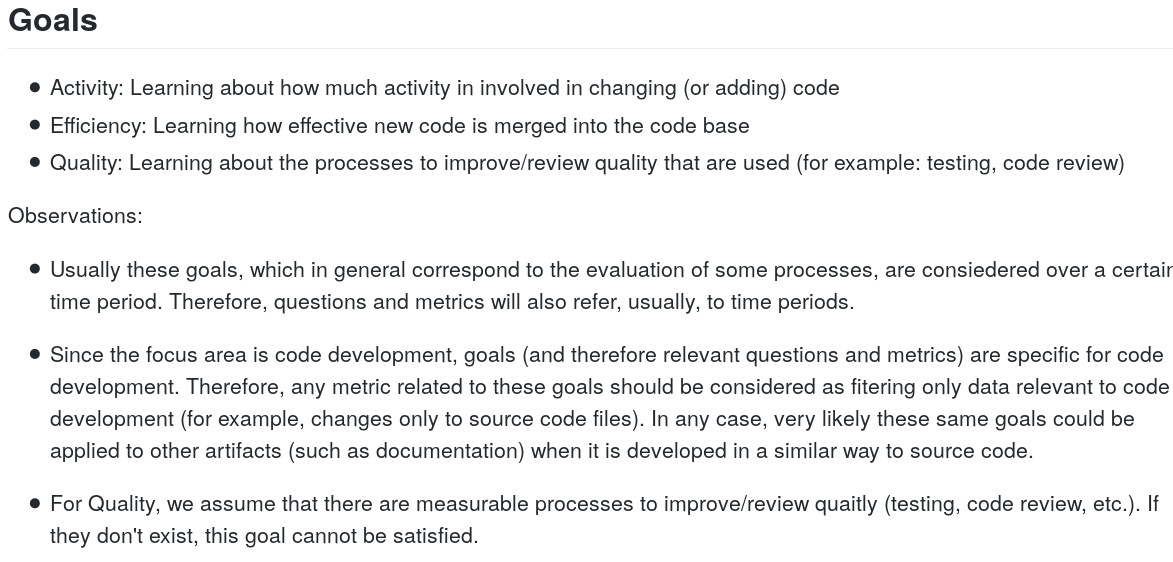 Goals
• Activity: Learning about how much activity in involved in changing (or adding) code
• Efficiency: Learning how effective new code is merged into the code base
• Quality: Learning about the processes to improve/review quality that are used (for example: testing, code review)
Observations:
• Usually these goals, which in general correspond to the evaluation of some processes, are consiedered over a certain
time period. Therefore, questions and metrics will also refer, usually, to time periods.
• Since the focus area is code development, goals (and therefore relevant questions and metrics) are specific for code
development. Therefore, any metric related to these goals should be considered as fitering only data relevant to code
development (for example, changes only to source code files). In any case, very likely these same goals could be
applied to other artifacts (such as documentation) when it is developed in a similar way to source code.
• For Quality, we assume that there are measurable processes to improve/review quaitly (testing, code review, etc.). If
they don't exist, this goal cannot be satisfied.